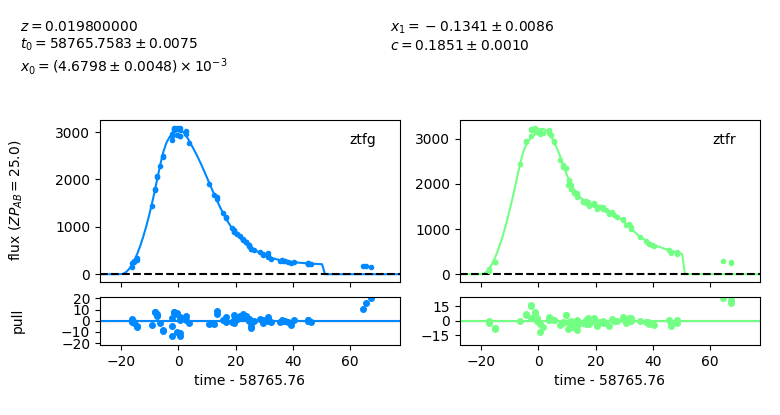 z = 0.019800000
t₀ = 58765.7583 ± 0.0075
x₀ = (4.6798 ± 0.0048) × 10⁻³
x₁ = −0.1341 ± 0.0086
c = 0.1851 ± 0.0010
flux (ZP_AB = 25.0)
3000
2000
1000
0
ztfg
3000
2000
1000
0
ztfr
pull
20
10
0
−10
−20
−20 0 20 40 60
time - 58765.76
15
0
−15
−20 0 20 40 60
time - 58765.76